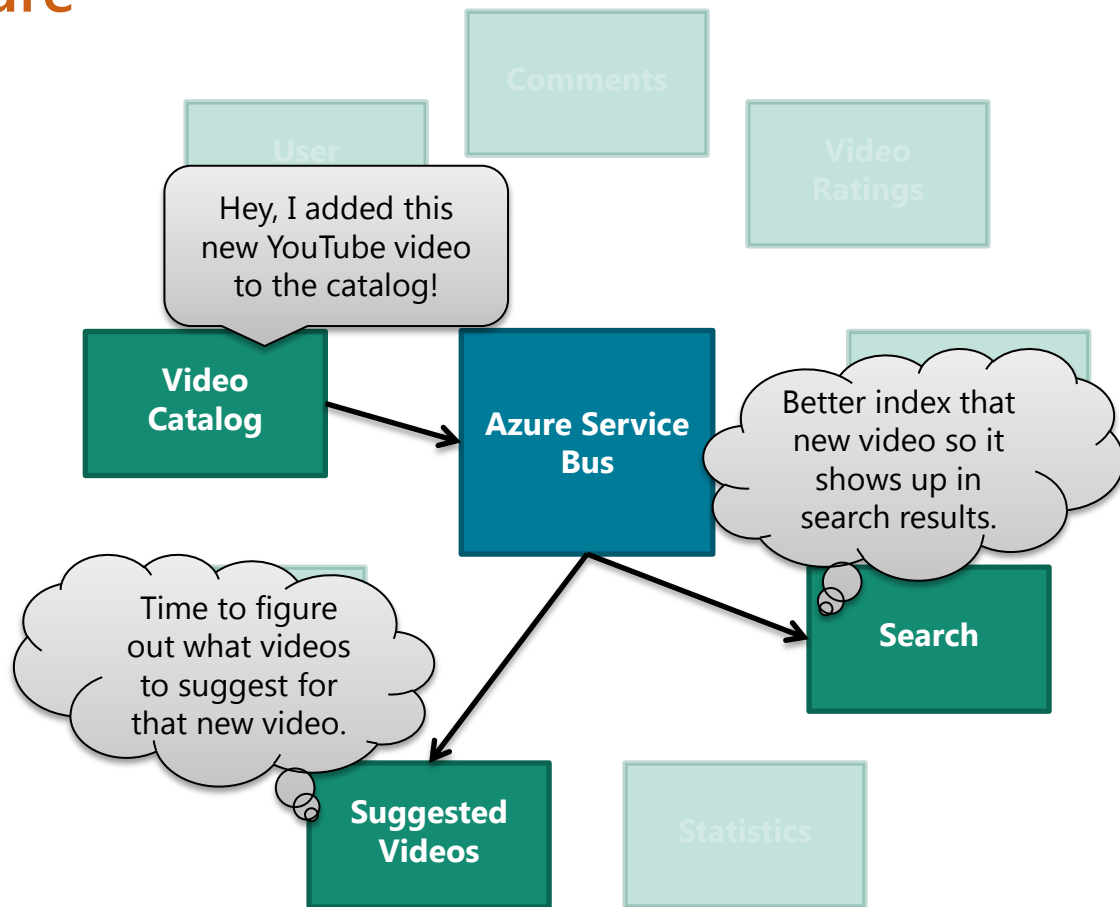 Comments
User
Video
Ratings
Hey, I added this
new YouTube video
to the catalog!
Video
Catalog
Azure Service
Bus
Better index that
new video so it
shows up in
search results.
Time to figure
out what videos
to suggest for
that new video.
Search
Suggested
Videos
Statistics